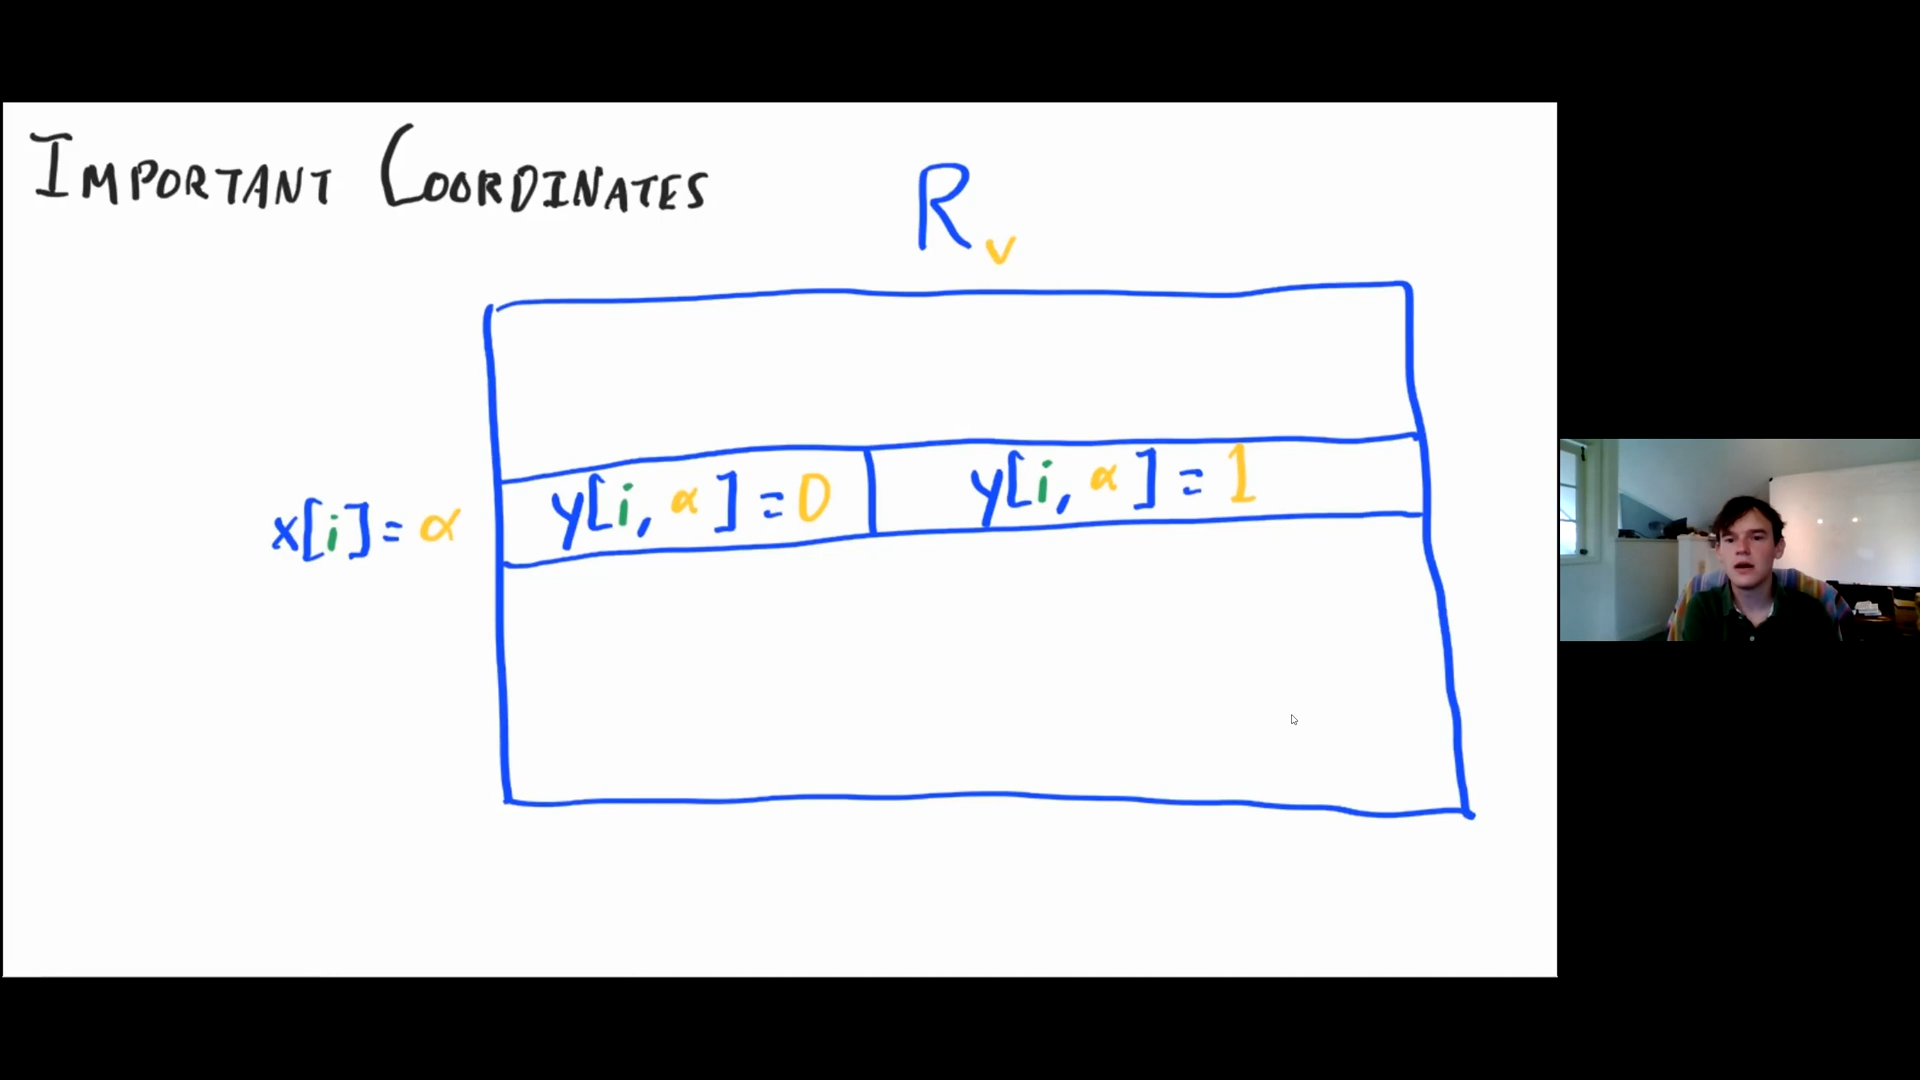 IMPORTANT COORDINATES
R_v
x[i] = α
y[i, α] = 0
y[i, α] = 1